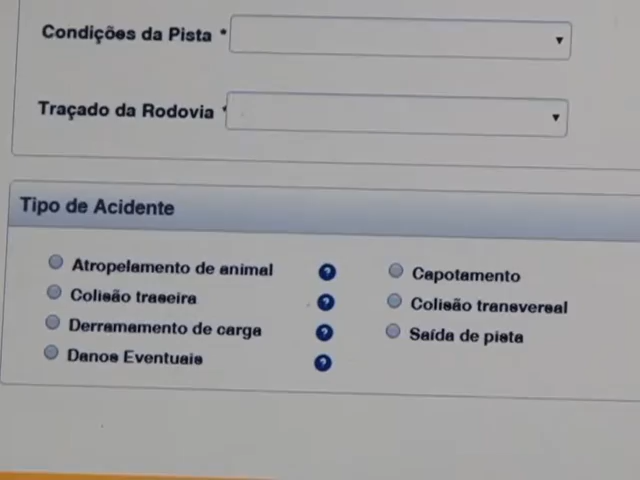 Condições da Pista *
Traçado da Rodovia *
Tipo de Acidente
Atropelamento de animal ? Capotamento
Colisão traseira ? Colisão transversal
Derramamento de carga ? Saída de pista
Danos Eventuais ?